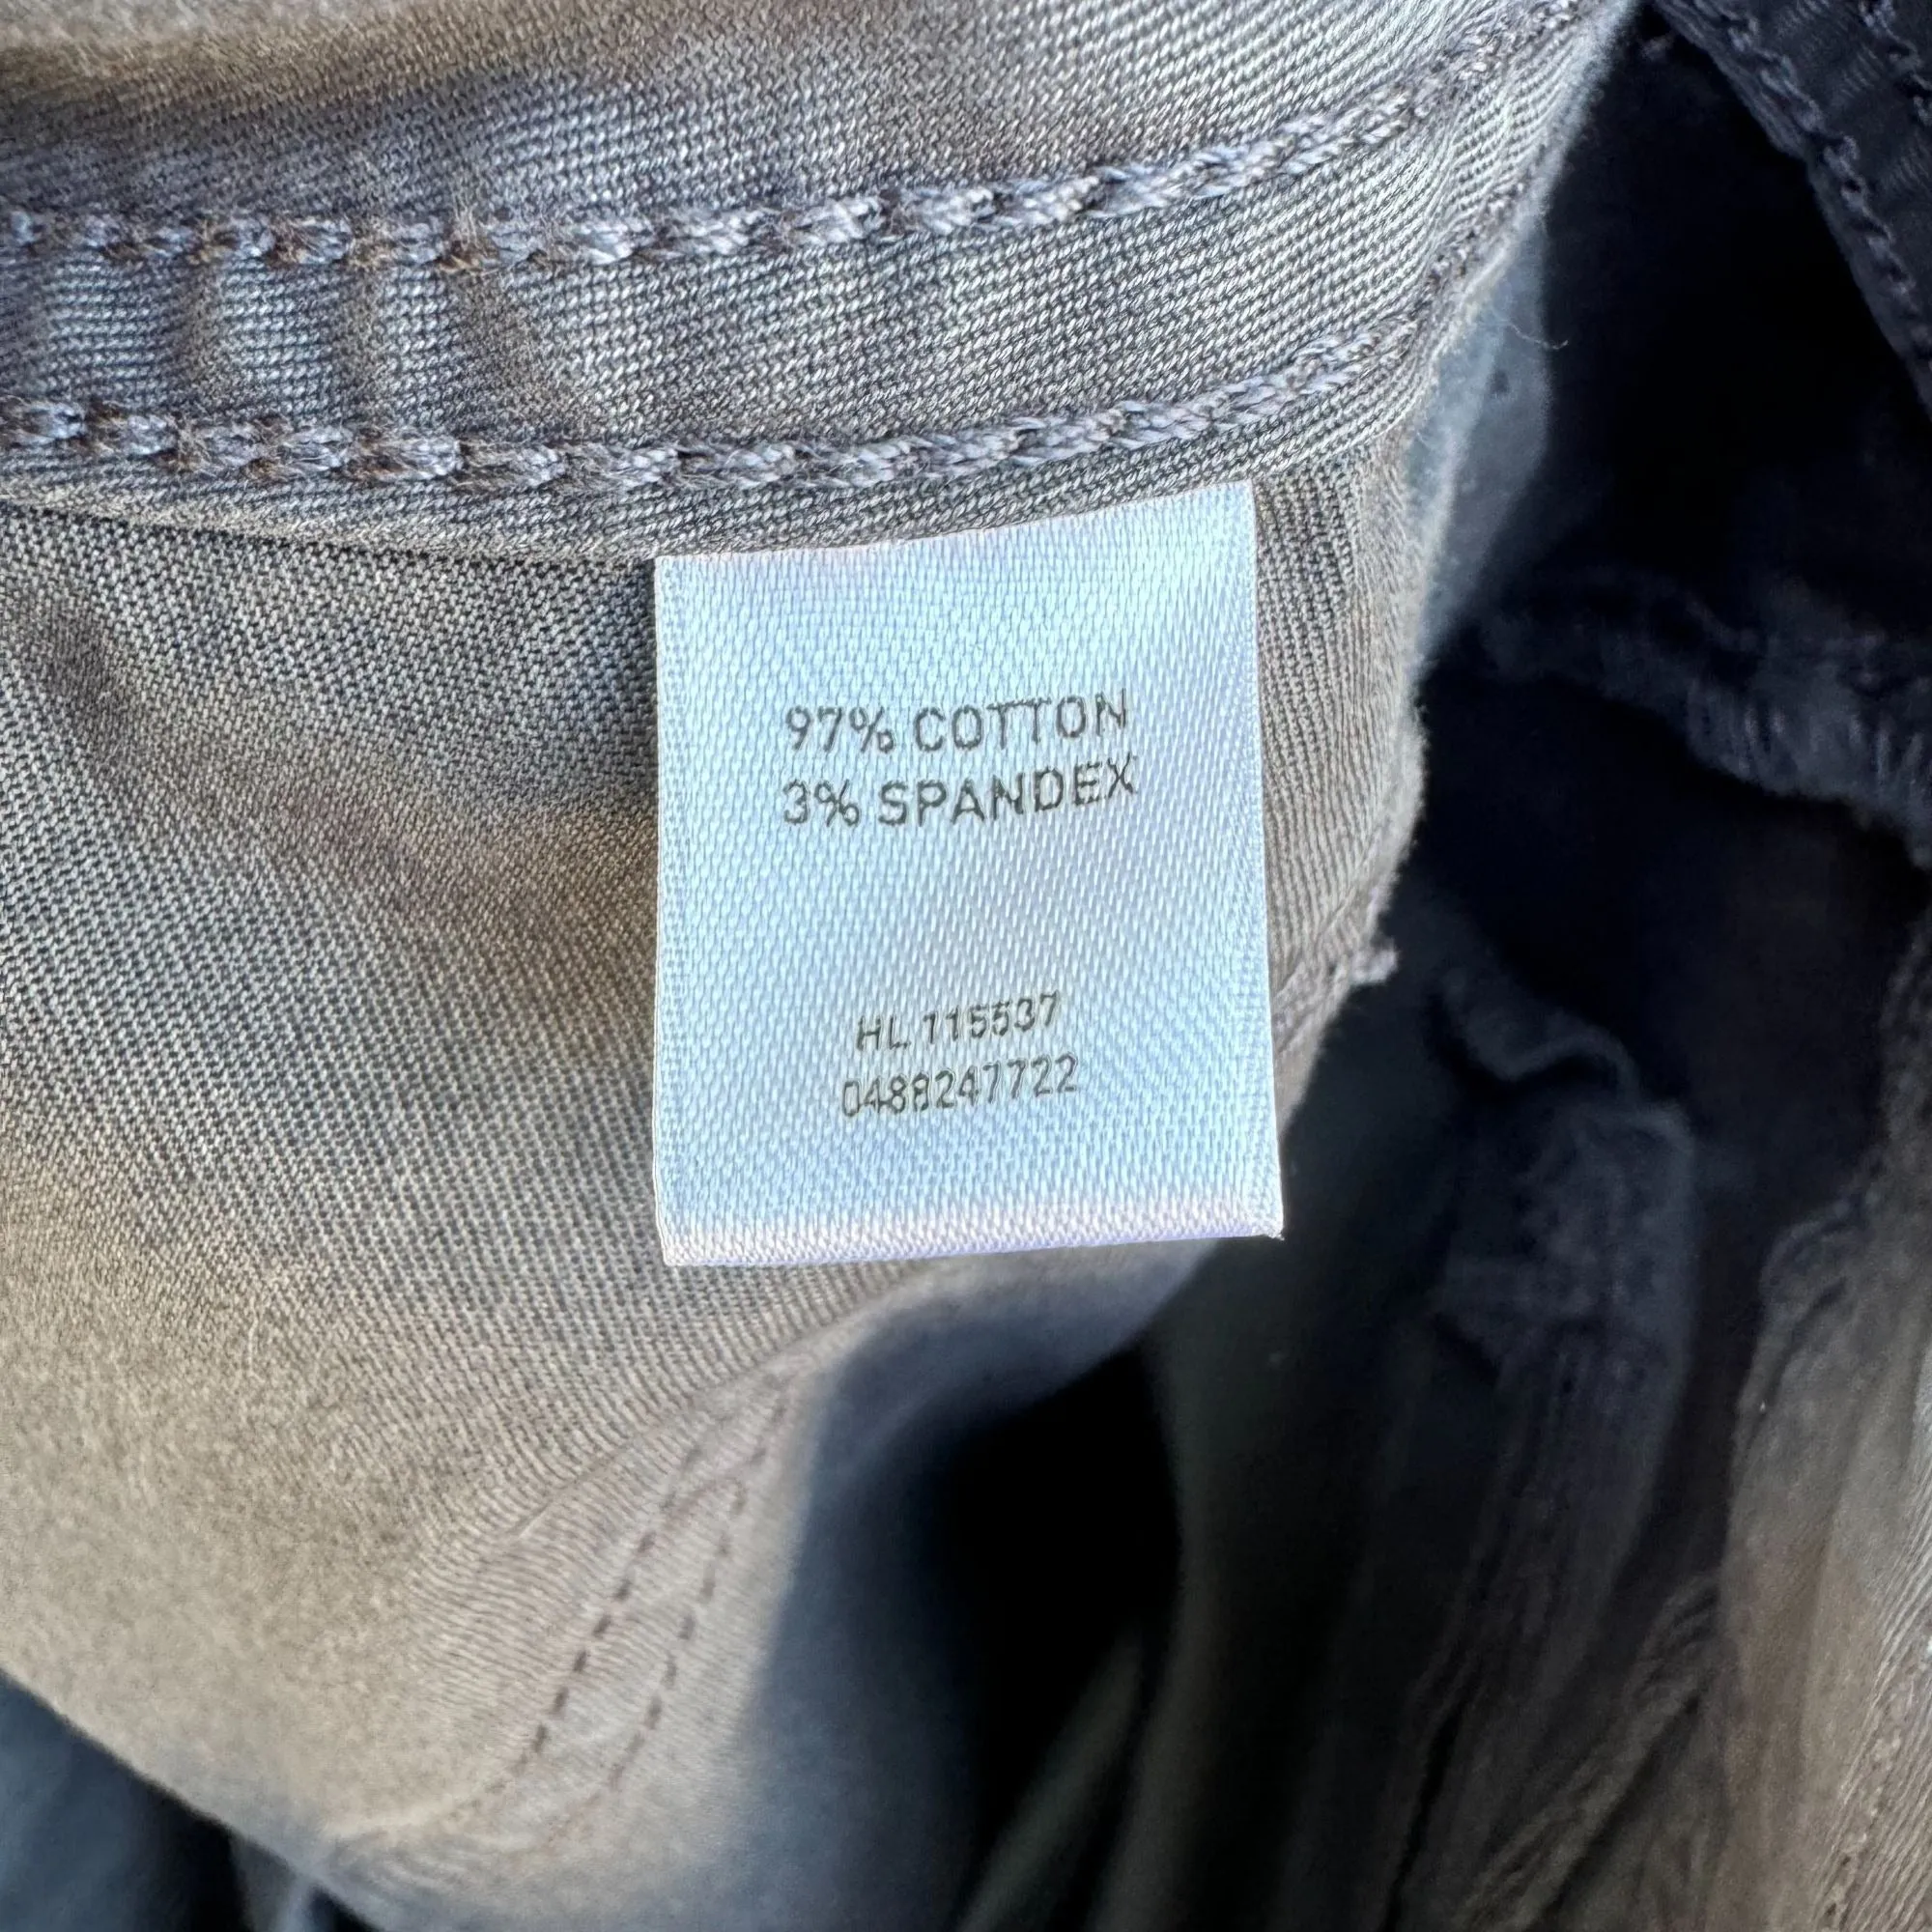 97% COTTON
3% SPANDEX
HL 115537
0488247722